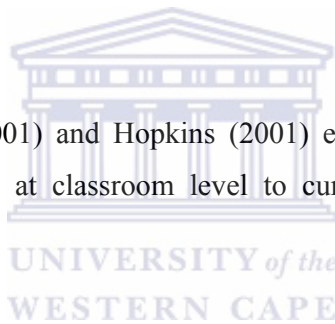 001) and Hopkins (2001) e
at classroom level to cur
UNIVERSITY of the
WESTERN CAPE